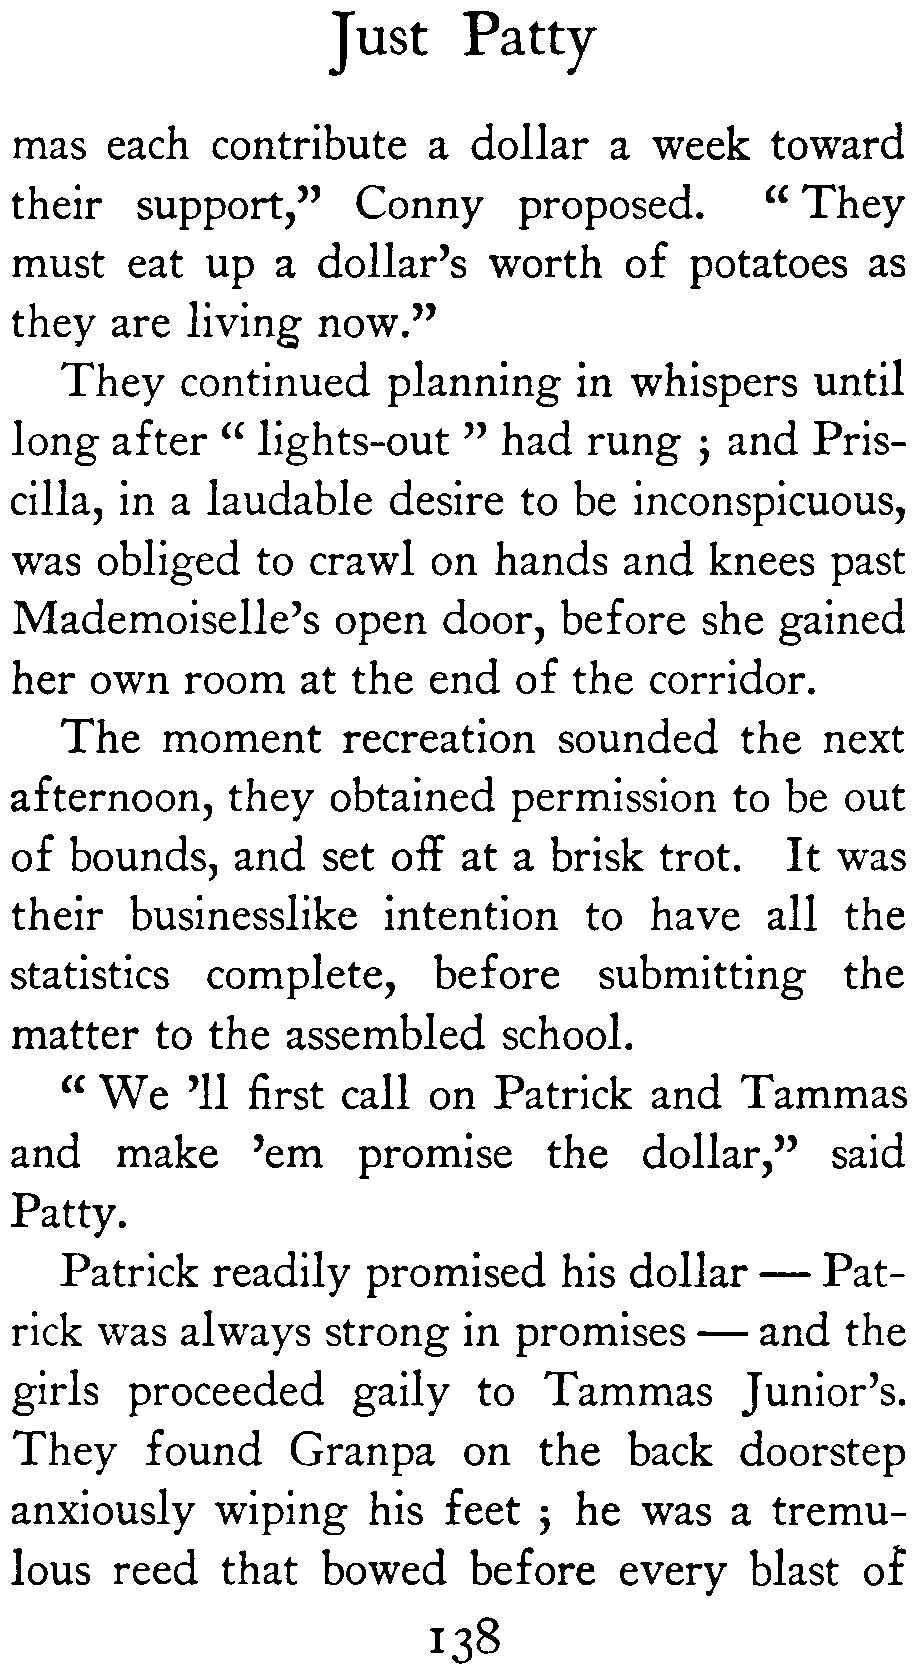 Just Patty
mas each contribute a dollar a week toward
their support,” Conny proposed. “ They
must eat up a dollar’s worth of potatoes as
they are living now.”
They continued planning in whispers until
long after “ lights-out ” had rung ; and Pris-
cilla, in a laudable desire to be inconspicuous,
was obliged to crawl on hands and knees past
Mademoiselle’s open door, before she gained
her own room at the end of the corridor.
The moment recreation sounded the next
afternoon, they obtained permission to be out
of bounds, and set off at a brisk trot. It was
their businesslike intention to have all the
statistics complete, before submitting the
matter to the assembled school.
“ We ’ll first call on Patrick and Tammas
and make ’em promise the dollar,” said
Patty.
Patrick readily promised his dollar — Pat-
rick was always strong in promises — and the
girls proceeded gaily to Tammas Junior’s.
They found Granpa on the back doorstep
anxiously wiping his feet ; he was a tremu-
lous reed that bowed before every blast of
138